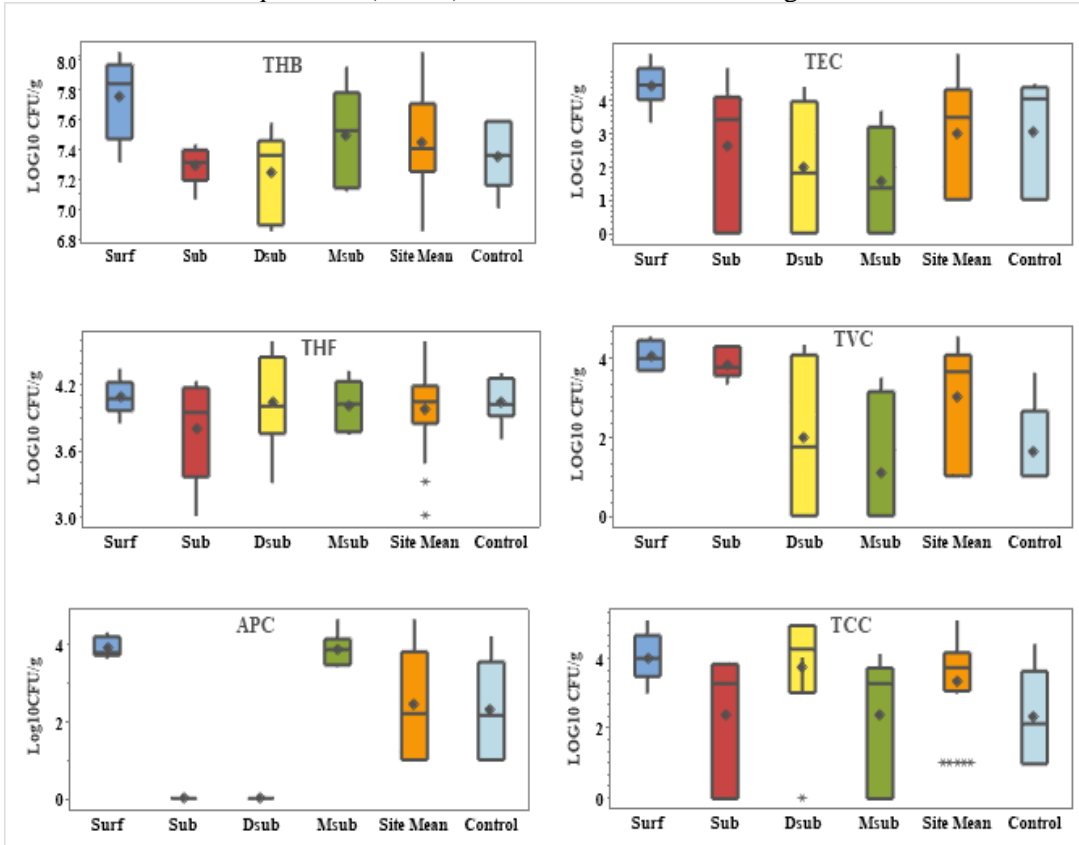 THB
LOG10 CFU/g
8.0
7.8
7.6
7.4
7.2
7.0
6.8
Surf Sub Dsub Msub Site Mean Control
TEC
LOG10 CFU/g
4
3
2
1
0
Surf Sub Dsub Msub Site Mean Control
THF
LOG10 CFU/g
4.2
3.6
3.0
Surf Sub Dsub Msub Site Mean Control
TVC
LOG10 CFU/g
4
2
0
Surf Sub Dsub Msub Site Mean Control
APC
Log10CFU/g
4
2
0
Surf Sub Dsub Msub Site Mean Control
TCC
LOG10 CFU/g
4
2
0
Surf Sub Dsub Msub Site Mean Control